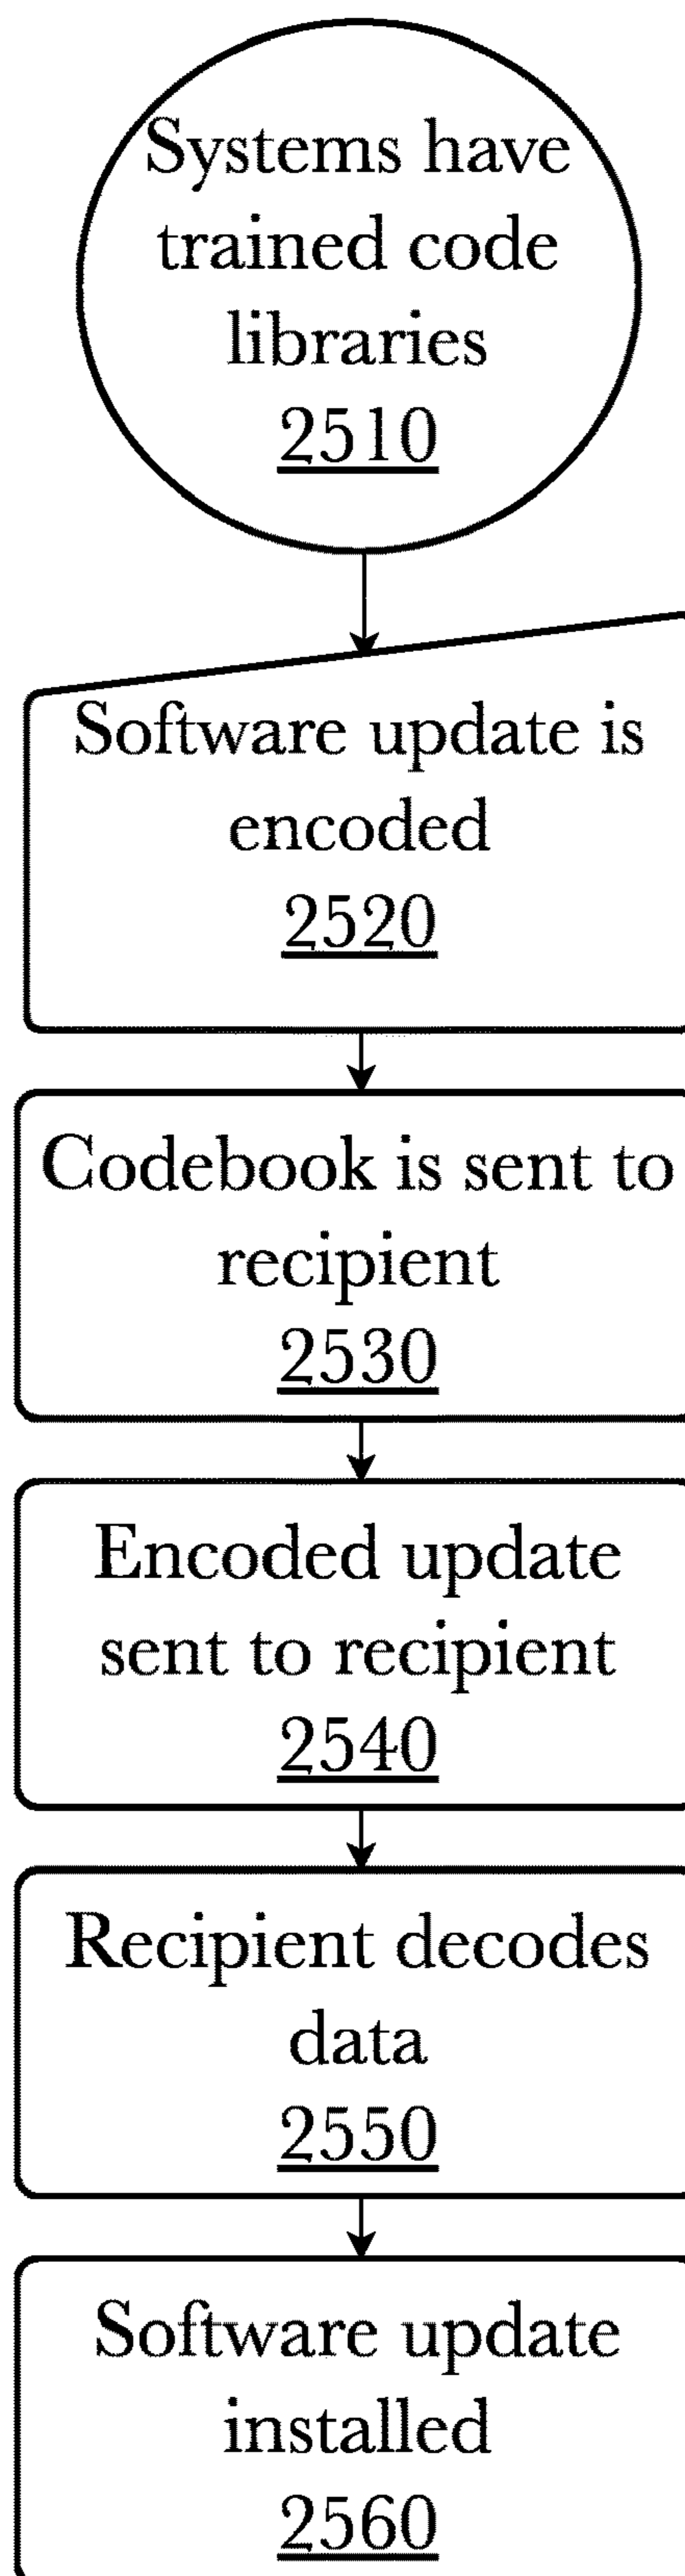 Systems have
trained code
libraries
2510
Software update is
encoded
2520
Codebook is sent to
recipient
2530
Encoded update
sent to recipient
2540
Recipient decodes
data
2550
Software update
installed
2560